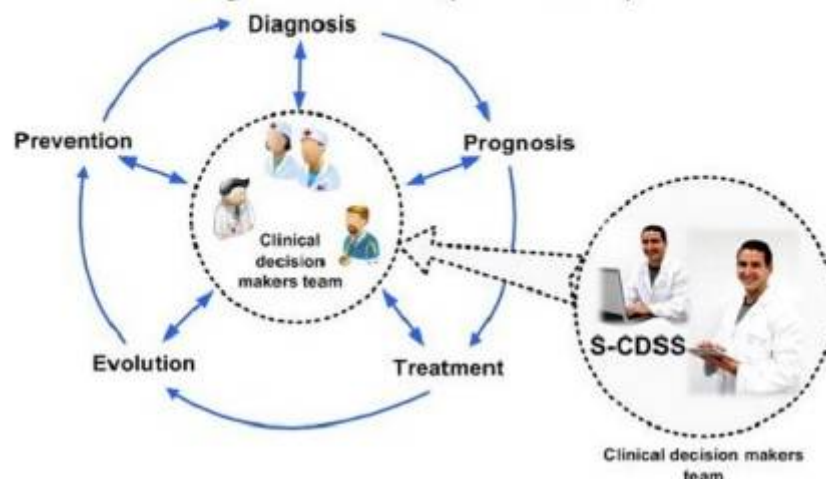 Diagnosis
Prevention
Prognosis
Clinical
decision
makers team
S-CDSS
Evolution
Treatment
Clinical decision makers
team